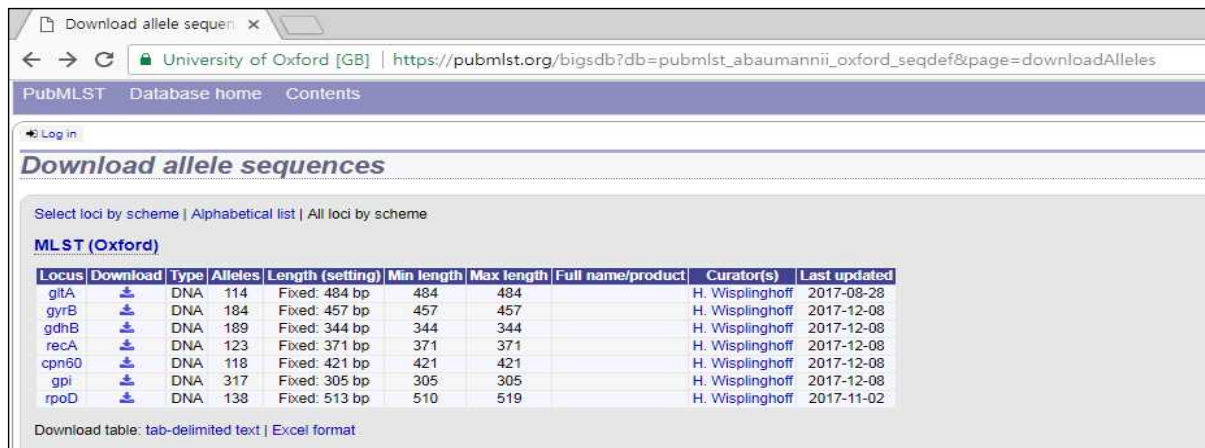 Download allele sequen
University of Oxford [GB] | https://pubmlst.org/bigsdb?db=pubmlst_abaumannii_oxford_seqdef&page=downloadAlleles
PubMLST Database home Contents
Log in
Download allele sequences
Select loci by scheme | Alphabetical list | All loci by scheme
MLST (Oxford)
Locus Download Type Alleles Length (setting) Min length Max length Full name/product Curator(s) Last updated
gltA DNA 114 Fixed: 484 bp 484 484 H. Wisplinghoff 2017-08-28
gyrB DNA 184 Fixed: 457 bp 457 457 H. Wisplinghoff 2017-12-08
gdhB DNA 189 Fixed: 344 bp 344 344 H. Wisplinghoff 2017-12-08
recA DNA 123 Fixed: 371 bp 371 371 H. Wisplinghoff 2017-12-08
cpn60 DNA 118 Fixed: 421 bp 421 421 H. Wisplinghoff 2017-12-08
gpi DNA 317 Fixed: 305 bp 305 305 H. Wisplinghoff 2017-12-08
rpoD DNA 138 Fixed: 513 bp 510 519 H. Wisplinghoff 2017-11-02
Download table: tab-delimited text | Excel format